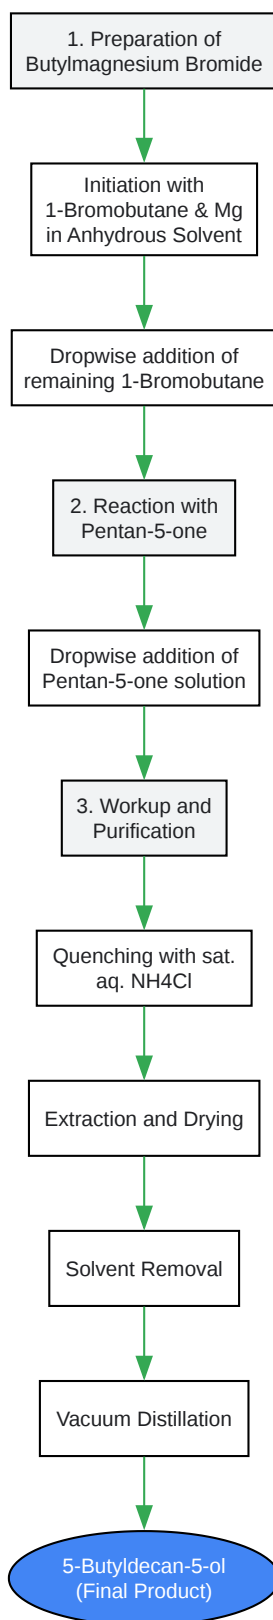 1. Preparation of
Butylmagnesium Bromide
Initiation with
1-Bromobutane & Mg
in Anhydrous Solvent
Dropwise addition of
remaining 1-Bromobutane
2. Reaction with
Pentan-5-one
Dropwise addition of
Pentan-5-one solution
3. Workup and
Purification
Quenching with sat.
aq. NH4Cl
Extraction and Drying
Solvent Removal
Vacuum Distillation
5-Butyldecan-5-ol
(Final Product)